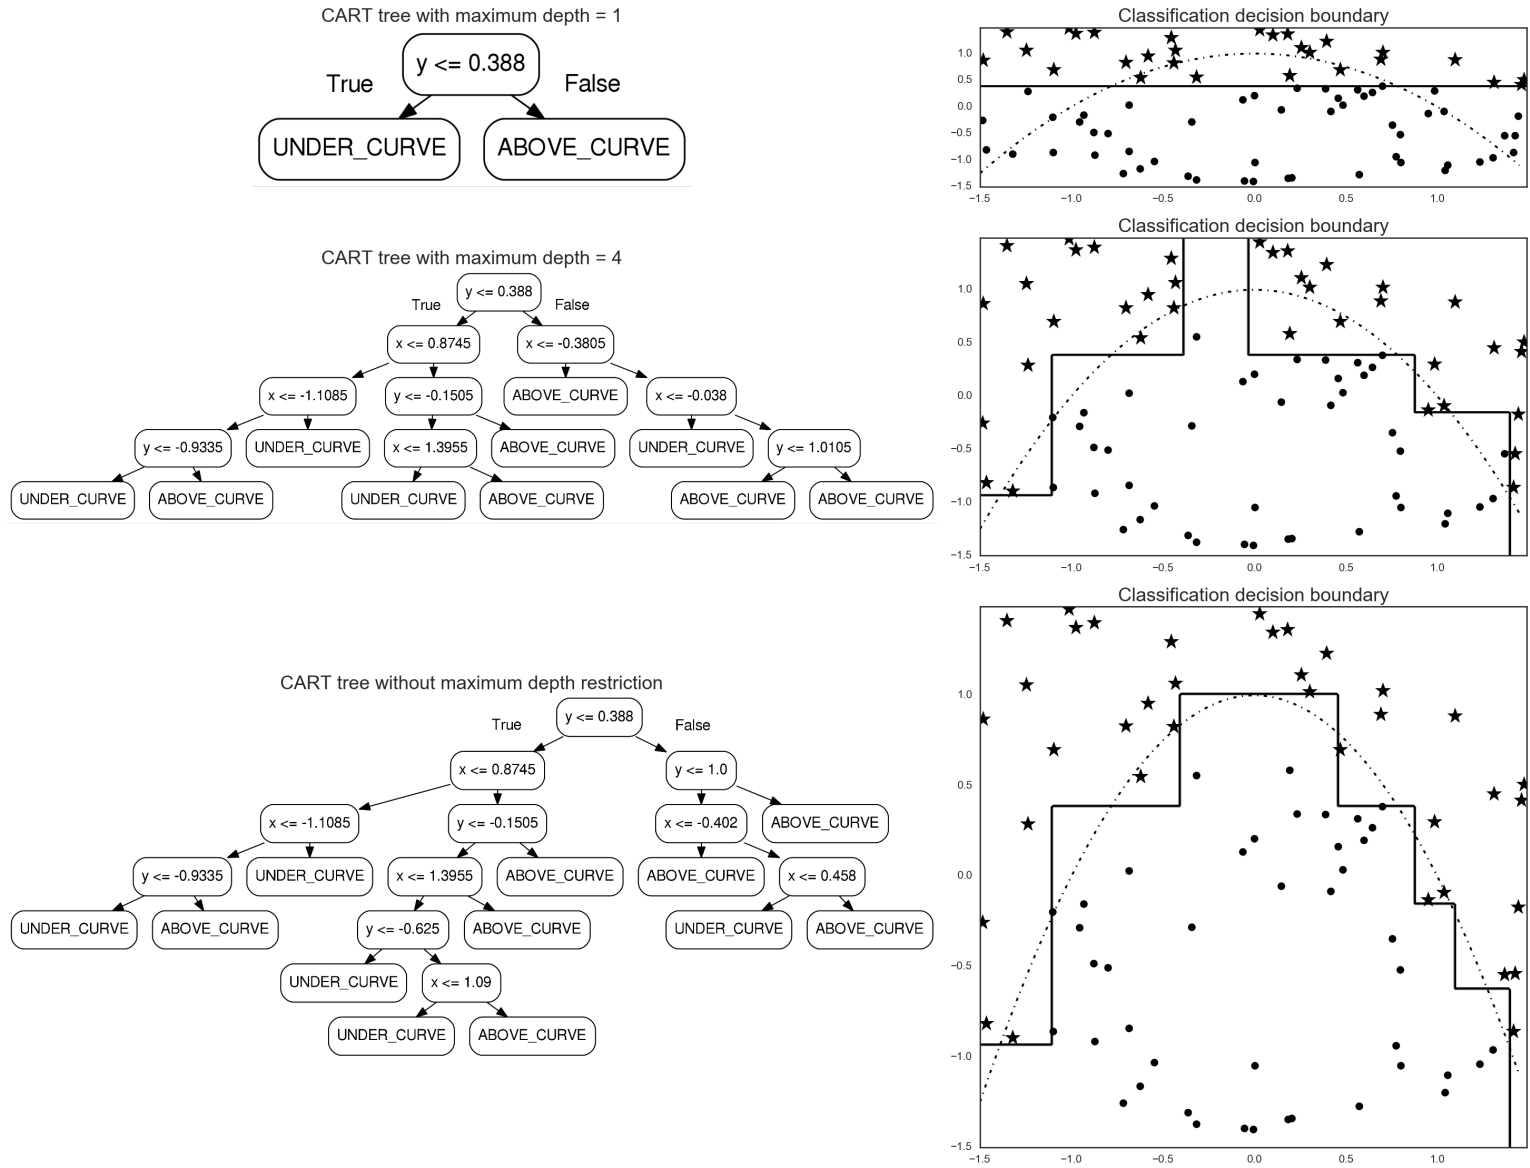 CART tree with maximum depth = 1
y <= 0.388
True
False
UNDER_CURVE
ABOVE_CURVE
Classification decision boundary
1.0
0.5
0.0
−0.5
−1.0
−1.5
−1.5
−1.0
−0.5
0.0
0.5
1.0
CART tree with maximum depth = 4
y <= 0.388
True
False
x <= 0.8745
x <= -0.3805
x <= -1.1085
y <= -0.1505
ABOVE_CURVE
x <= -0.038
y <= -0.9335
UNDER_CURVE
x <= 1.3955
ABOVE_CURVE
UNDER_CURVE
y <= 1.0105
UNDER_CURVE
ABOVE_CURVE
UNDER_CURVE
ABOVE_CURVE
ABOVE_CURVE
ABOVE_CURVE
Classification decision boundary
1.0
0.5
0.0
−0.5
−1.0
−1.5
−1.5
−1.0
−0.5
0.0
0.5
1.0
CART tree without maximum depth restriction
y <= 0.388
True
False
x <= 0.8745
y <= 1.0
x <= -1.1085
y <= -0.1505
x <= -0.402
ABOVE_CURVE
y <= -0.9335
UNDER_CURVE
x <= 1.3955
ABOVE_CURVE
ABOVE_CURVE
x <= 0.458
UNDER_CURVE
ABOVE_CURVE
y <= -0.625
ABOVE_CURVE
UNDER_CURVE
ABOVE_CURVE
UNDER_CURVE
x <= 1.09
UNDER_CURVE
ABOVE_CURVE
Classification decision boundary
1.0
0.5
0.0
−0.5
−1.0
−1.5
−1.5
−1.0
−0.5
0.0
0.5
1.0